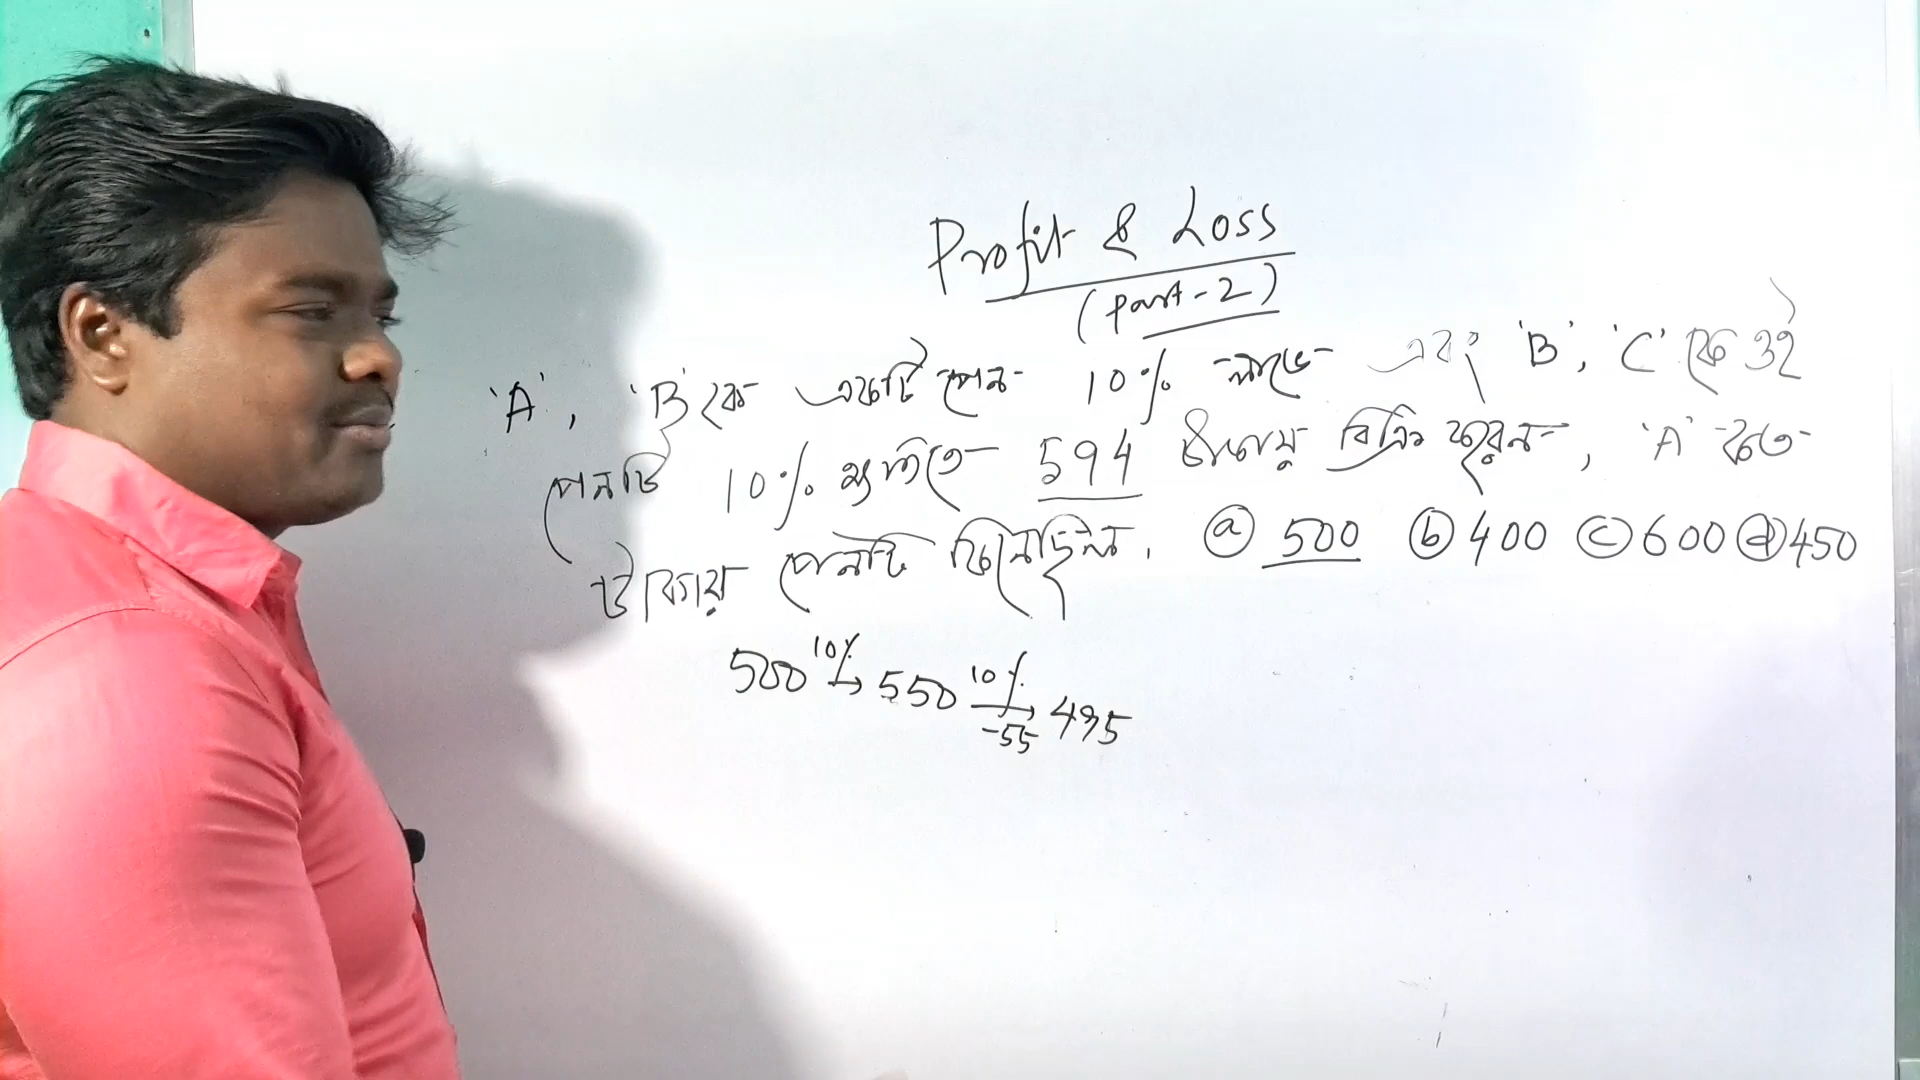 Profit & Loss
(Part-2)
'A', 'B' কে একটি পেন 10% লাভে এবং 'B', 'C' কে ওই
পেনটি 10% ক্ষতিতে 594 টাকায় বিক্রি করেন, 'A' কত
টাকায় পেনটি কিনেছিল. ⓐ 500 ⓑ 400 ⓒ 600 ⓓ 450
500 10% → 550 10% → -55 495